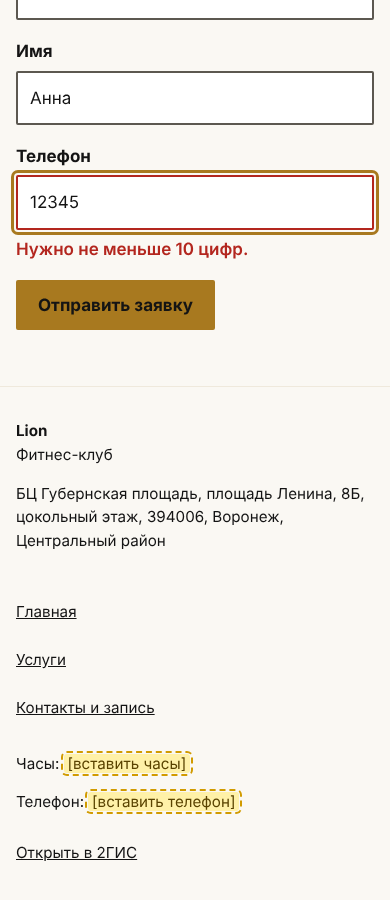 Имя
Анна
Телефон
12345
Нужно не меньше 10 цифр.
Отправить заявку
Lion
Фитнес-клуб
БЦ Губернская площадь, площадь Ленина, 8Б,
цокольный этаж, 394006, Воронеж,
Центральный район
Главная
Услуги
Контакты и запись
Часы: [вставить часы]
Телефон: [вставить телефон]
Открыть в 2ГИС